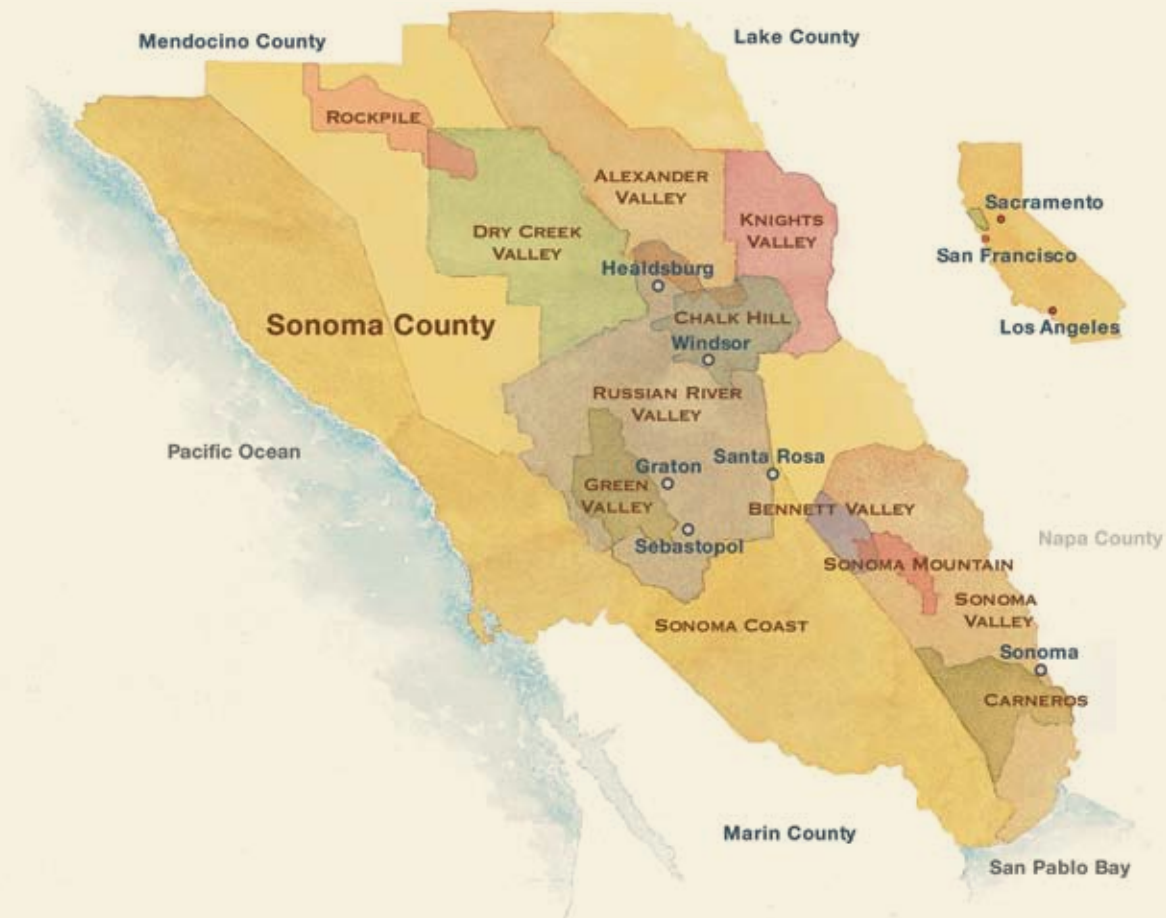 Mendocino County
Lake County
ROCKPILE
ALEXANDER
VALLEY
KNIGHTS
VALLEY
DRY CREEK
VALLEY
Healdsburg
Sonoma County
CHALK HILL
Windsor
RUSSIAN RIVER
VALLEY
Pacific Ocean
Graton
Santa Rosa
GREEN
VALLEY
BENNETT VALLEY
Sebastopol
Napa County
SONOMA MOUNTAIN
SONOMA
VALLEY
SONOMA COAST
Sonoma
CARNEROS
Marin County
San Pablo Bay
Sacramento
San Francisco
Los Angeles